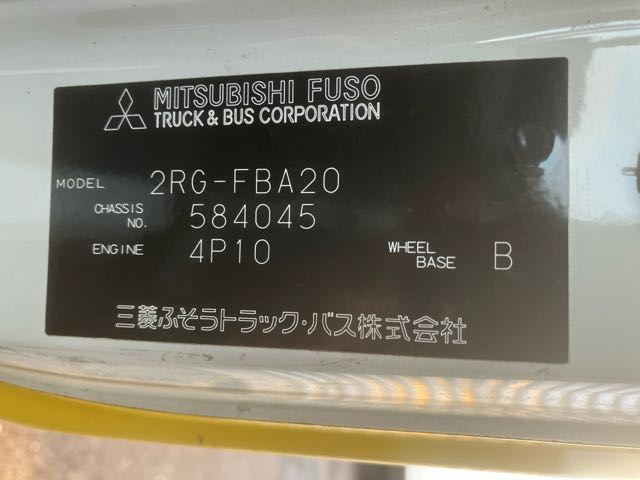 MITSUBISHI FUSO
TRUCK & BUS CORPORATION
MODEL 2RG-FBA20
CHASSIS NO. 584045
ENGINE 4P10 WHEEL BASE B
三菱ふそうトラック・バス株式会社